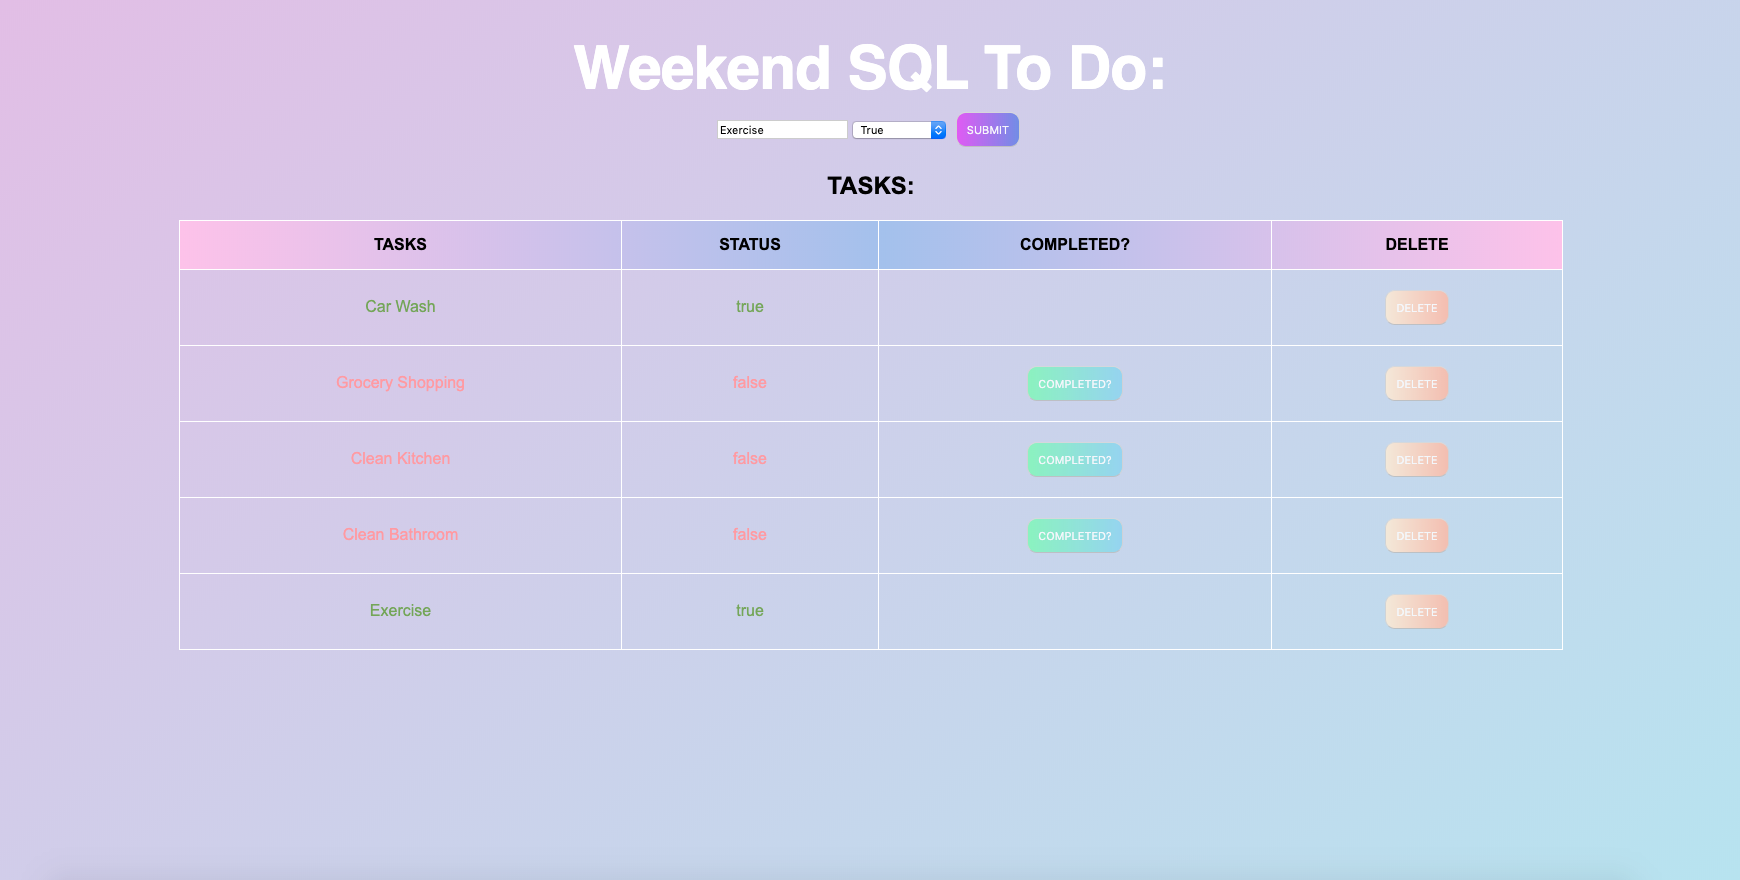 Weekend SQL To Do:
Exercise True SUBMIT
TASKS:
TASKS STATUS COMPLETED? DELETE
Car Wash true DELETE
Grocery Shopping false COMPLETED? DELETE
Clean Kitchen false COMPLETED? DELETE
Clean Bathroom false COMPLETED? DELETE
Exercise true DELETE